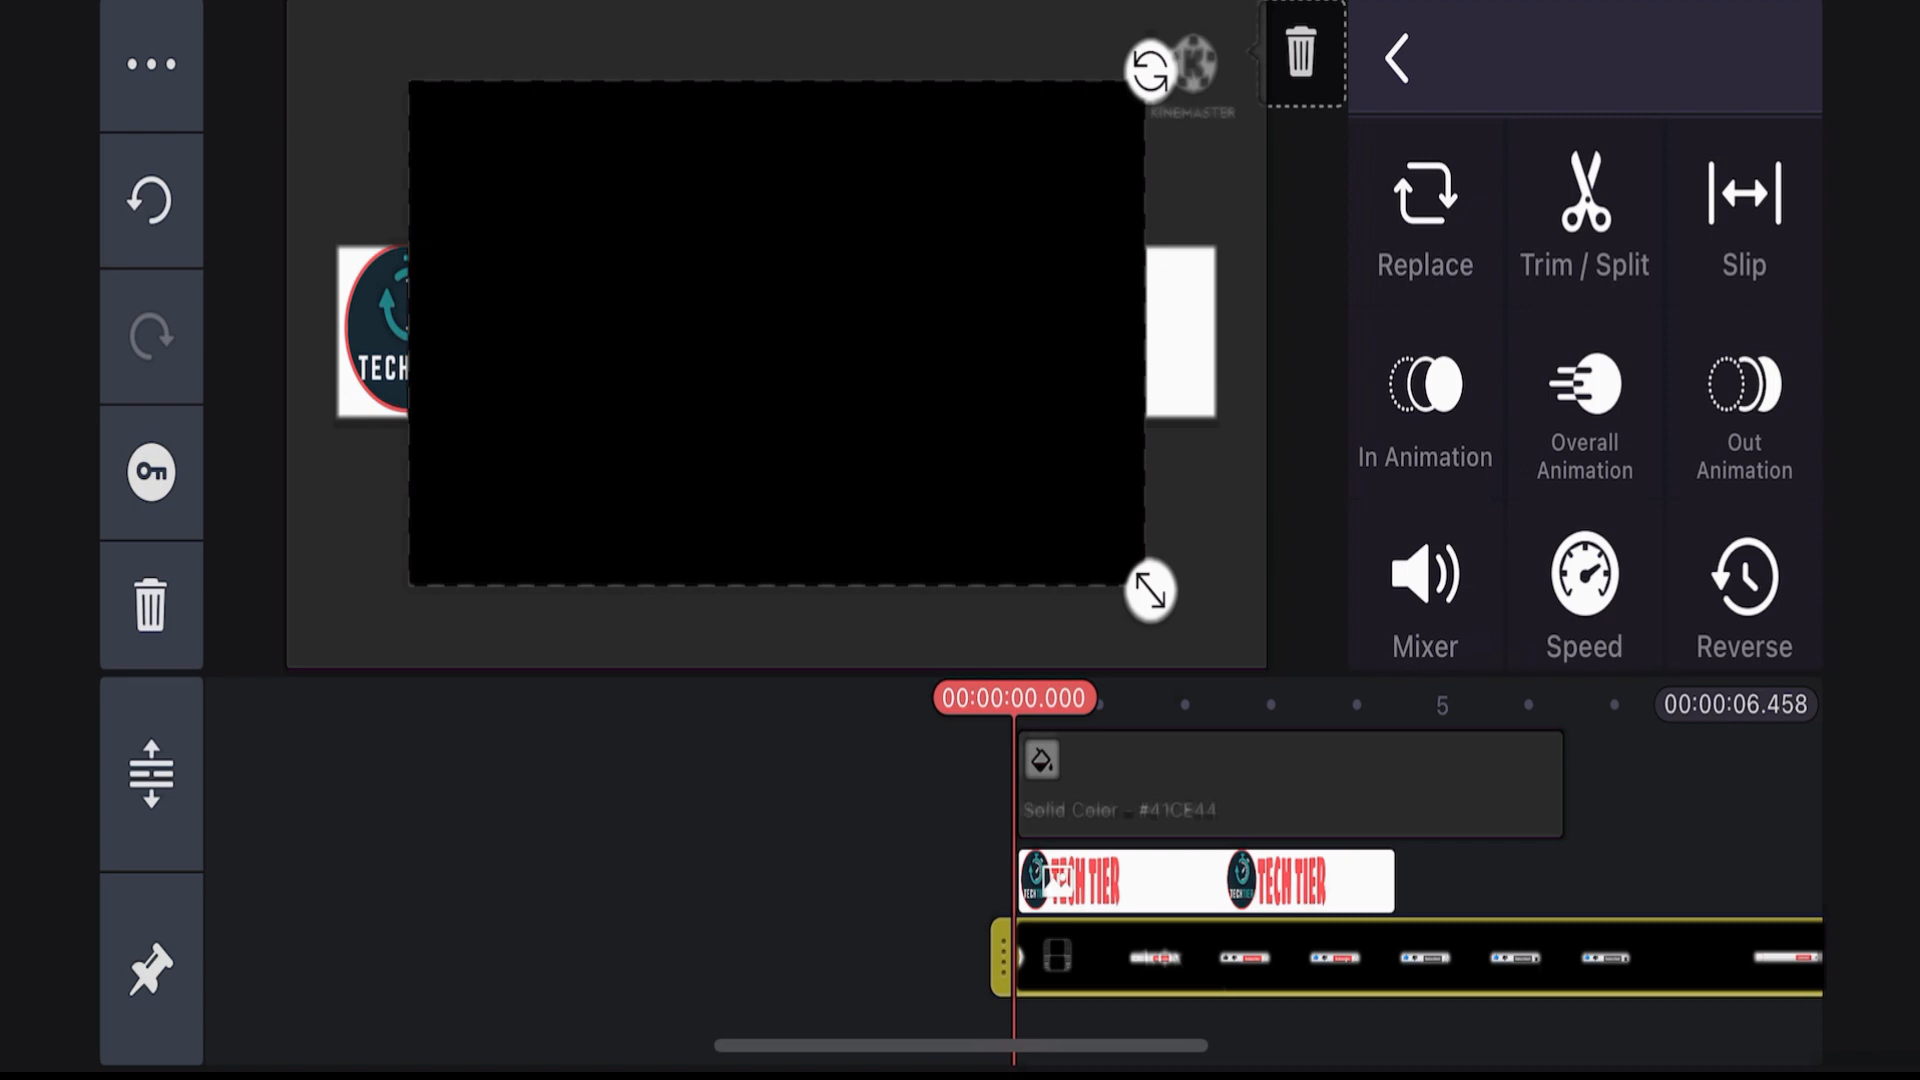 KINEMASTER
TECH
Replace
Trim / Split
Slip
In Animation
Overall
Animation
Out
Animation
Mixer
Speed
Reverse
00:00:00.000
5
00:00:06.458
Solid Color - #41CE44
TECH TIER
TECH TIER